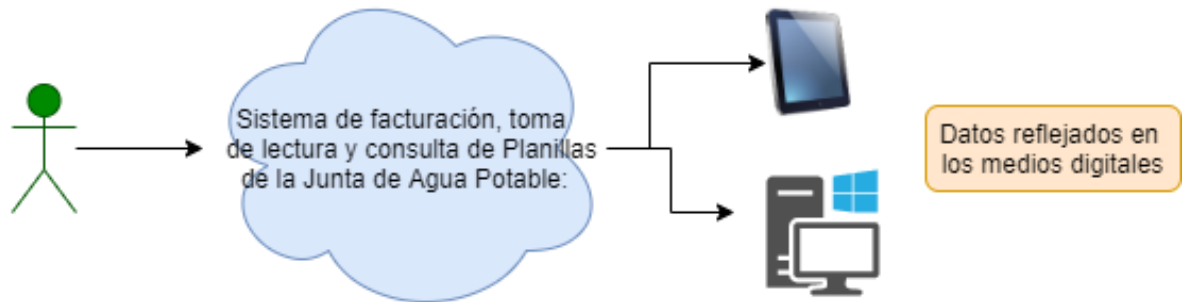 Sistema de facturación, toma
de lectura y consulta de Planillas
de la Junta de Agua Potable:
Datos reflejados en
los medios digitales